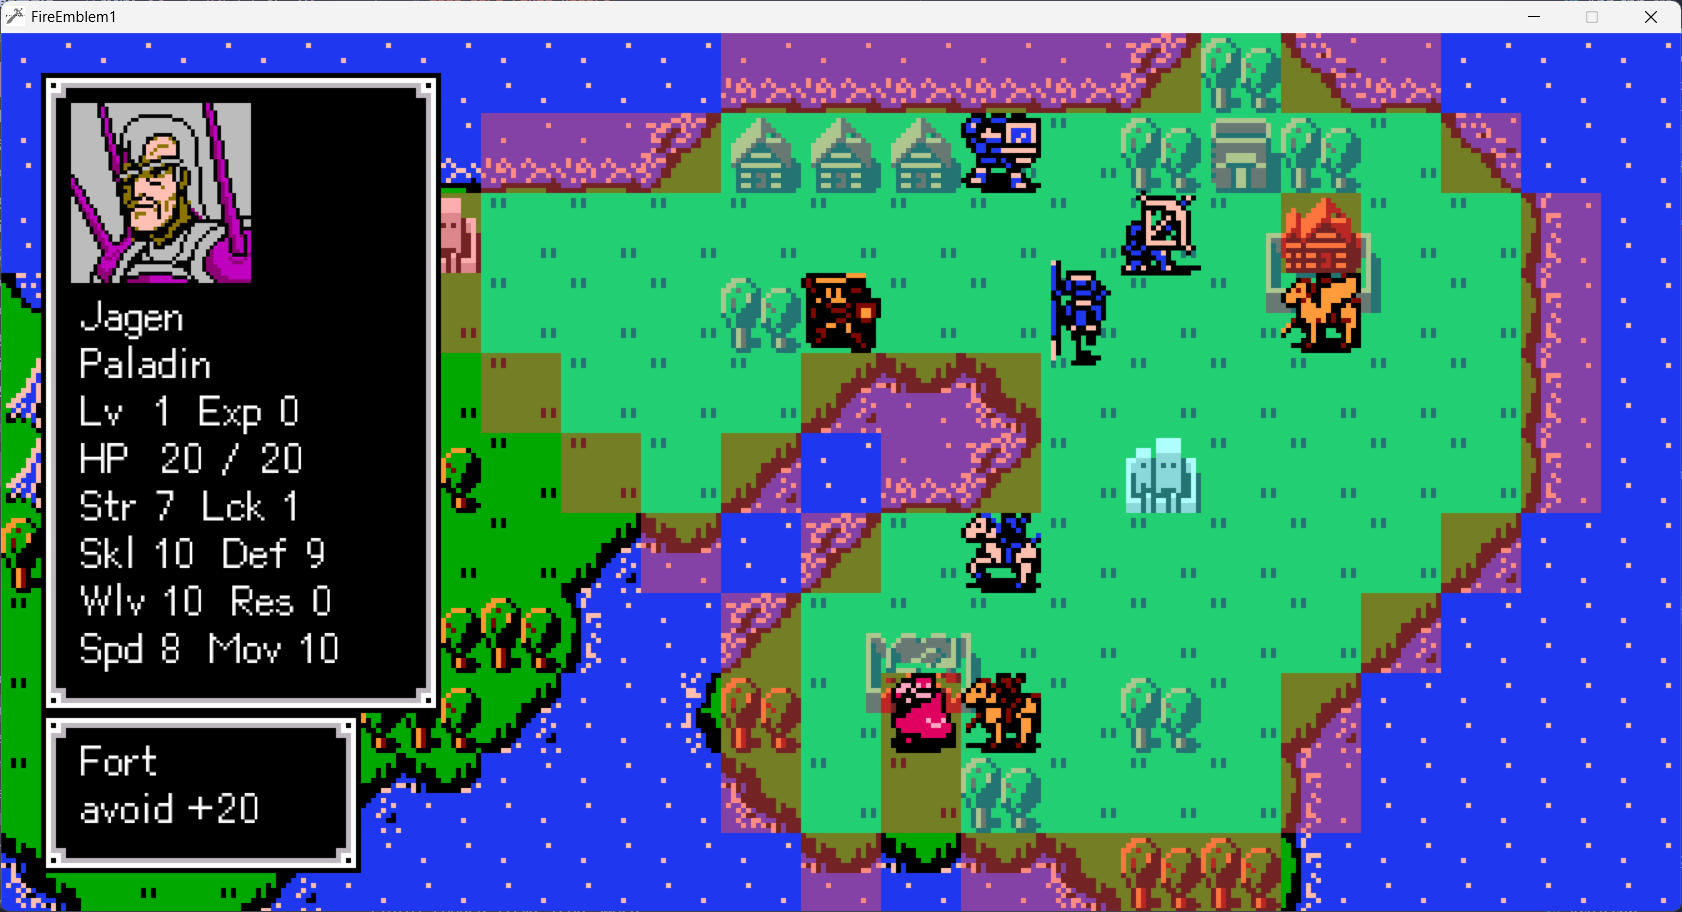 FireEmblem1
Jagen
Paladin
Lv 1 Exp 0
HP 20 / 20
Str 7 Lck 1
Skl 10 Def 9
Wlv 10 Res 0
Spd 8 Mov 10
Fort
avoid +20